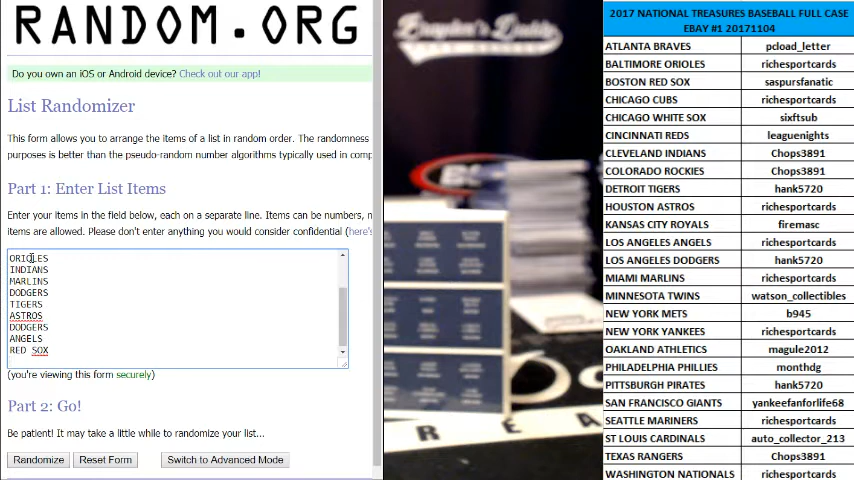 RANDOM.ORG
Do you own an iOS or Android device? Check out our app!
List Randomizer
This form allows you to arrange the items of a list in random order. The randomness
purposes is better than the pseudo-random number algorithms typically used in comp
Part 1: Enter List Items
Enter your items in the field below, each on a separate line. Items can be numbers, n
items are allowed. Please don't enter anything you would consider confidential (here's
ORIOLES
INDIANS
MARLINS
DODGERS
TIGERS
ASTROS
DODGERS
ANGELS
RED SOX
(you're viewing this form securely)
Part 2: Go!
Be patient! It may take a little while to randomize your list...
Randomize Reset Form Switch to Advanced Mode
Brayden's Daddy
R E A
2017 NATIONAL TREASURES BASEBALL FULL CASE
EBAY #1 20171104
ATLANTA BRAVES pcload_letter
BALTIMORE ORIOLES richesportcards
BOSTON RED SOX saspursfanatic
CHICAGO CUBS richesportcards
CHICAGO WHITE SOX sixftsub
CINCINNATI REDS leaguenights
CLEVELAND INDIANS Chops3891
COLORADO ROCKIES Chops3891
DETROIT TIGERS hank5720
HOUSTON ASTROS richesportcards
KANSAS CITY ROYALS firemasc
LOS ANGELES ANGELS richesportcards
LOS ANGELES DODGERS hank5720
MIAMI MARLINS richesportcards
MINNESOTA TWINS watson_collectibles
NEW YORK METS b945
NEW YORK YANKEES richesportcards
OAKLAND ATHLETICS magule2012
PHILADELPHIA PHILLIES monthdg
PITTSBURGH PIRATES hank5720
SAN FRANCISCO GIANTS yankeefanforlife68
SEATTLE MARINERS richesportcards
ST LOUIS CARDINALS auto_collector_213
TEXAS RANGERS Chops3891
WASHINGTON NATIONALS richesportcards